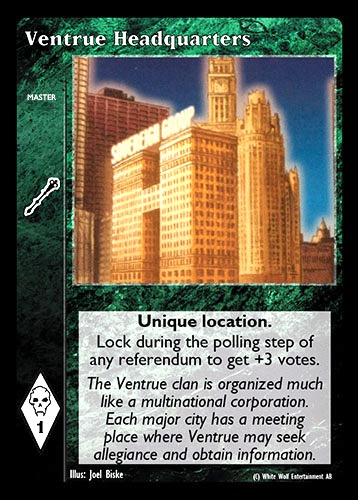 Ventrue Headquarters
MASTER
SOVEREIGN CORP.
Unique location.
Lock during the polling step of
any referendum to get +3 votes.
The Ventrue clan is organized much
like a multinational corporation.
Each major city has a meeting
place where Ventrue may seek
allegiance and obtain information.
1
Illus: Joel Biske
(C) White Wolf Entertainment AB